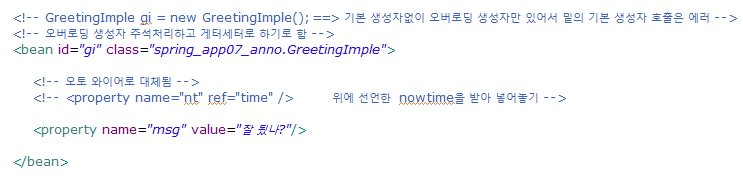 <!-- GreetingImple gi = new GreetingImple(); ==> 기본 생성자없이 오버로딩 생성자만 있어서 밑의 기본 생성자 호출은 에러 -->
<!-- 오버로딩 생성자 주석처리하고 게터세터로 하기로 함 -->
<bean id="gi" class="spring_app07_anno.GreetingImple">
<!-- 오토 와이어로 대체됨 -->
<!-- <property name="nt" ref="time" /> 위에 선언한 nowtime을 받아 넣어놓기 -->
<property name="msg" value="잘 됬나?"/>
</bean>